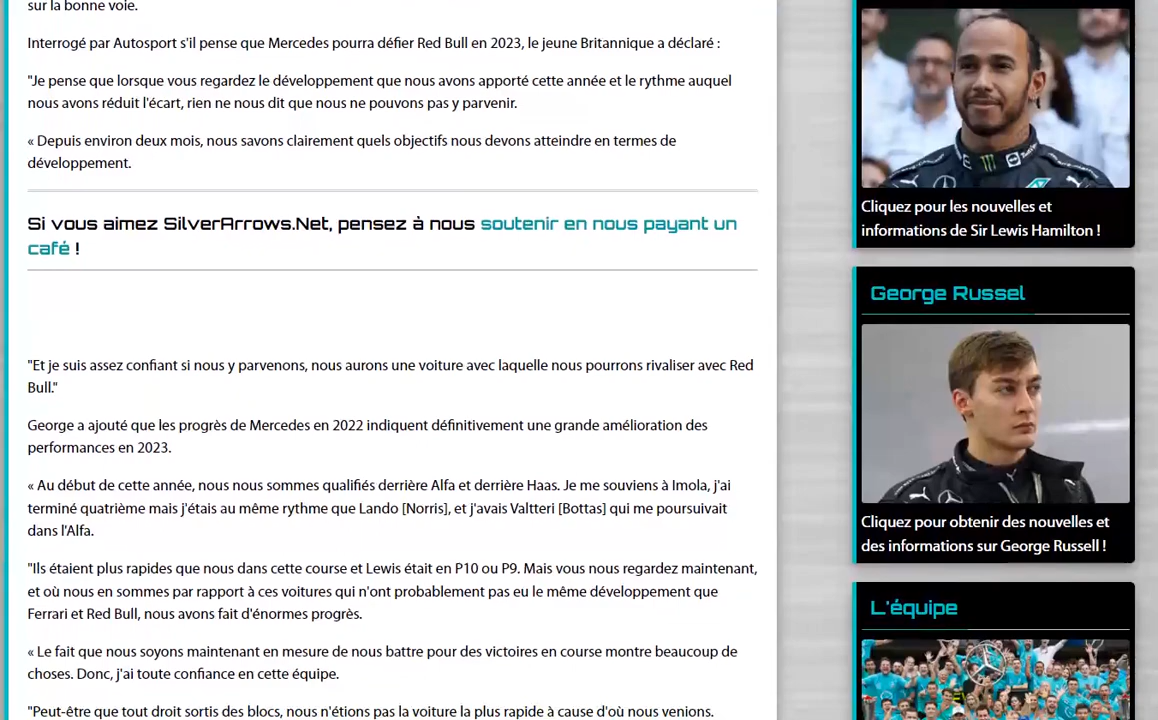 sur la bonne voie.
Interrogé par Autosport s'il pense que Mercedes pourra défier Red Bull en 2023, le jeune Britannique a déclaré :
"Je pense que lorsque vous regardez le développement que nous avons apporté cette année et le rythme auquel
nous avons réduit l'écart, rien ne nous dit que nous ne pouvons pas y parvenir.
« Depuis environ deux mois, nous savons clairement quels objectifs nous devons atteindre en termes de
développement.
Si vous aimez SilverArrows.Net, pensez à nous soutenir en nous payant un
café !
"Et je suis assez confiant si nous y parvenons, nous aurons une voiture avec laquelle nous pourrons rivaliser avec Red
Bull."
George a ajouté que les progrès de Mercedes en 2022 indiquent définitivement une grande amélioration des
performances en 2023.
« Au début de cette année, nous nous sommes qualifiés derrière Alfa et derrière Haas. Je me souviens à Imola, j'ai
terminé quatrième mais j'étais au même rythme que Lando [Norris], et j'avais Valtteri [Bottas] qui me poursuivait
dans l'Alfa.
"Ils étaient plus rapides que nous dans cette course et Lewis était en P10 ou P9. Mais vous nous regardez maintenant,
et où nous en sommes par rapport à ces voitures qui n'ont probablement pas eu le même développement que
Ferrari et Red Bull, nous avons fait d'énormes progrès.
« Le fait que nous soyons maintenant en mesure de nous battre pour des victoires en course montre beaucoup de
choses. Donc, j'ai toute confiance en cette équipe.
"Peut-être que tout droit sortis des blocs, nous n'étions pas la voiture la plus rapide à cause d'où nous venions.
Cliquez pour les nouvelles et
informations de Sir Lewis Hamilton !
George Russel
Cliquez pour obtenir des nouvelles et
des informations sur George Russell !
L'équipe